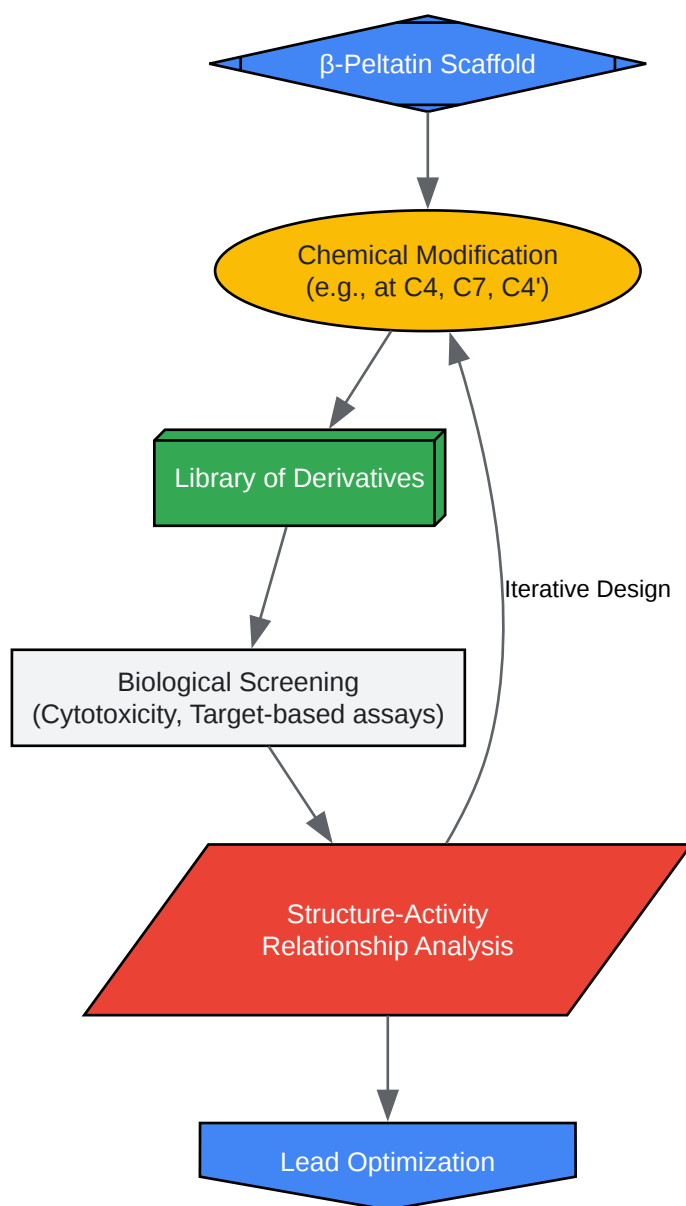 β-Peltatin Scaffold
Chemical Modification
(e.g., at C4, C7, C4')
Library of Derivatives
Iterative Design
Biological Screening
(Cytotoxicity, Target-based assays)
Structure-Activity
Relationship Analysis
Lead Optimization